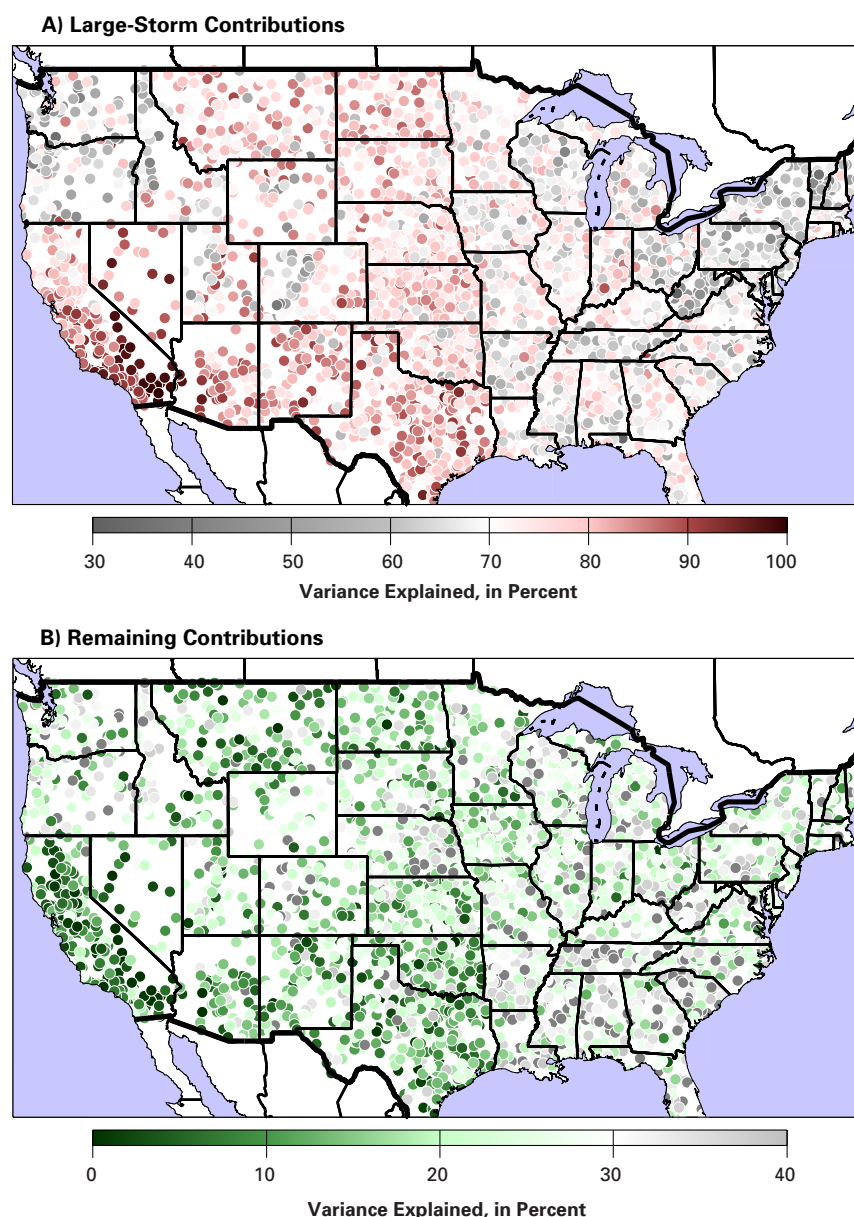 A) Large-Storm Contributions
30 40 50 60 70 80 90 100
Variance Explained, in Percent
B) Remaining Contributions
0 10 20 30 40
Variance Explained, in Percent